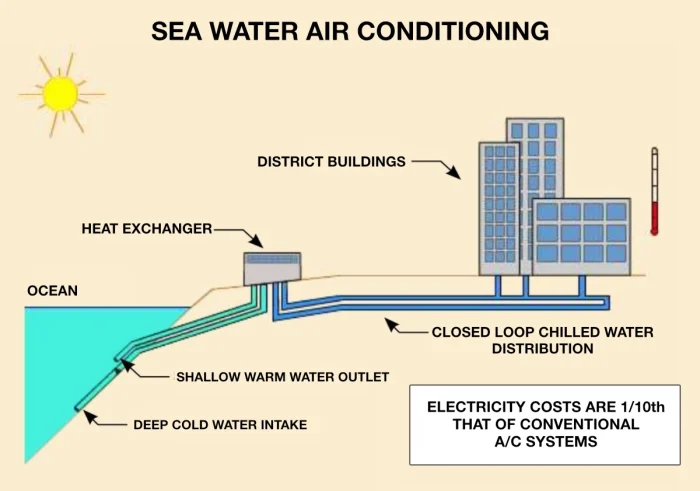 SEA WATER AIR CONDITIONING
DISTRICT BUILDINGS
HEAT EXCHANGER
OCEAN
CLOSED LOOP CHILLED WATER
DISTRIBUTION
SHALLOW WARM WATER OUTLET
DEEP COLD WATER INTAKE
ELECTRICITY COSTS ARE 1/10th
THAT OF CONVENTIONAL
A/C SYSTEMS